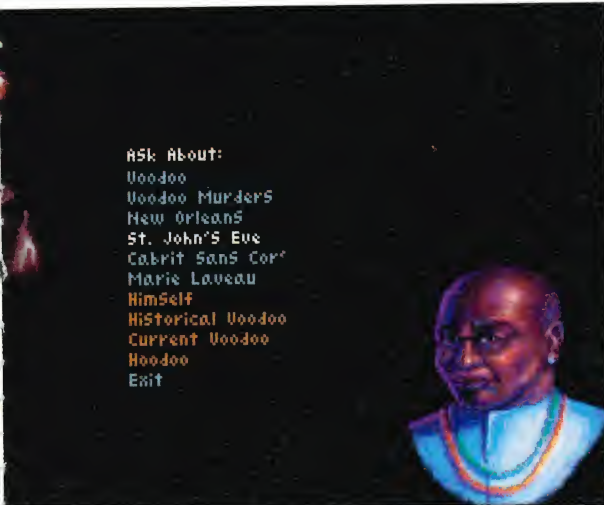 Ask About:
Voodoo
Voodoo Murders
New Orleans
St. John's Eve
Cabrit Sans Cor'
Marie Laveau
Himself
Historical Voodoo
Current Voodoo
Hoodoo
Exit